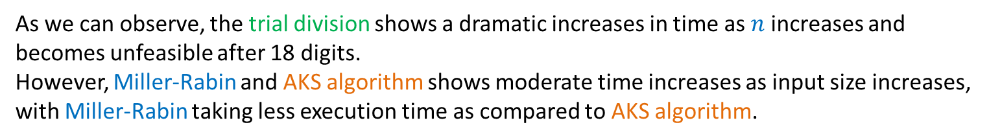 As we can observe, the trial division shows a dramatic increases in time as n increases and
becomes unfeasible after 18 digits.
However, Miller-Rabin and AKS algorithm shows moderate time increases as input size increases,
with Miller-Rabin taking less execution time as compared to AKS algorithm.